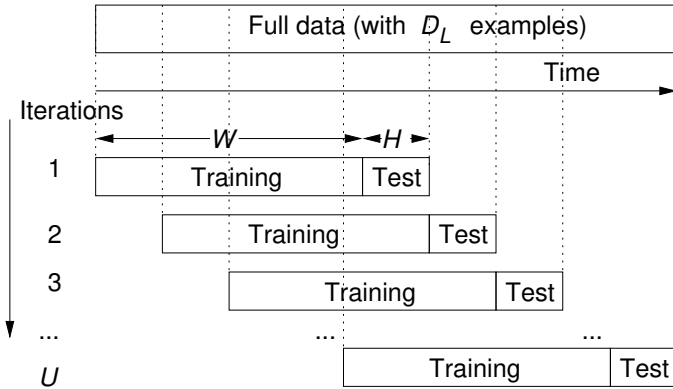 Full data (with D_L examples)
Time
Iterations
W H
1 Training Test
2 Training Test
3 Training Test
... ... ...
U Training Test